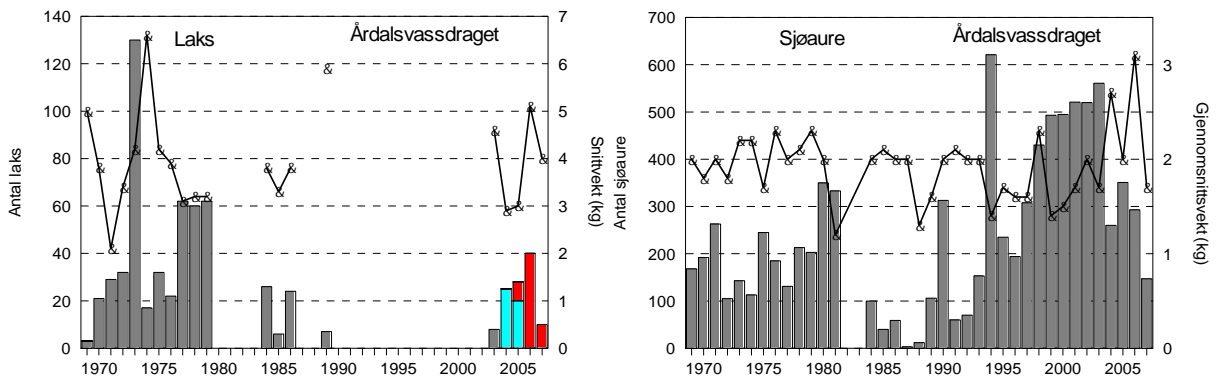 Laks
Årdalsvassdraget
Antal laks
140
120
100
80
60
40
20
0
7
6
5
4
3
2
1
0
Snittvekt (kg)
1970 1975 1980 1985 1990 1995 2000 2005
Sjøaure
Årdalsvassdraget
Antal sjøaure
700
600
500
400
300
200
100
0
3
2
1
0
Gjennomsnittsvekt (kg)
1970 1975 1980 1985 1990 1995 2000 2005